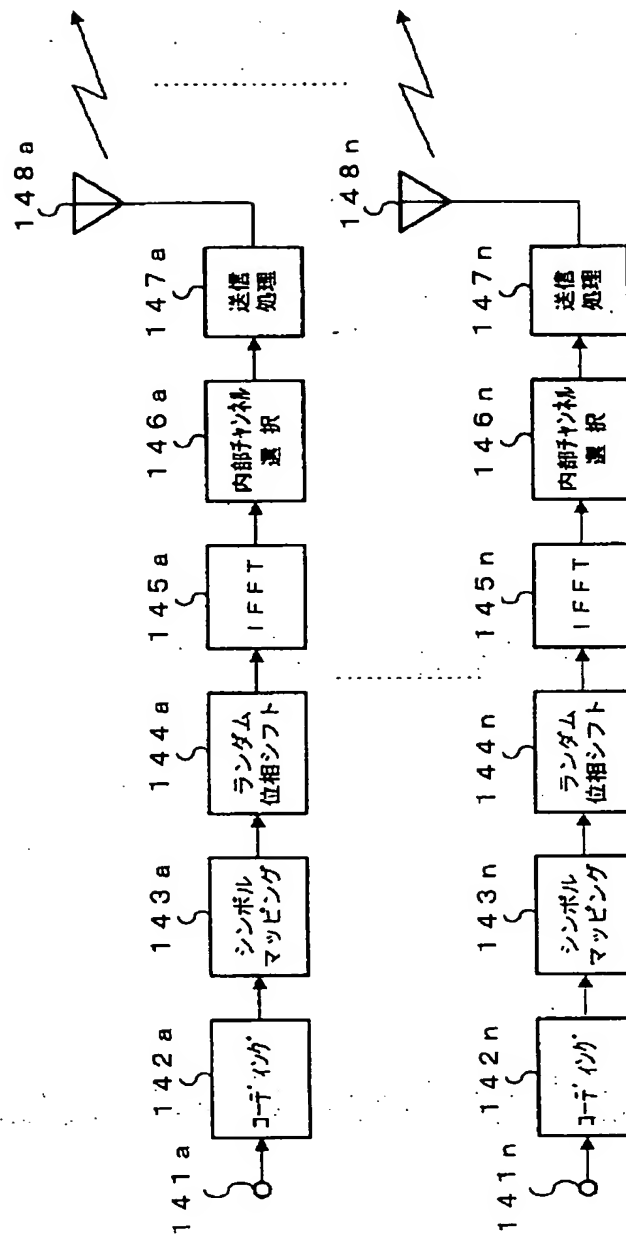 141a
142a
コーディング
143a
シンボル
マッピング
144a
ランダム
位相シフト
145a
IFFT
146a
内部チャンネル
選択
147a
送信
処理
148a
141n
142n
コーディング
143n
シンボル
マッピング
144n
ランダム
位相シフト
145n
IFFT
146n
内部チャンネル
選択
147n
送信
処理
148n